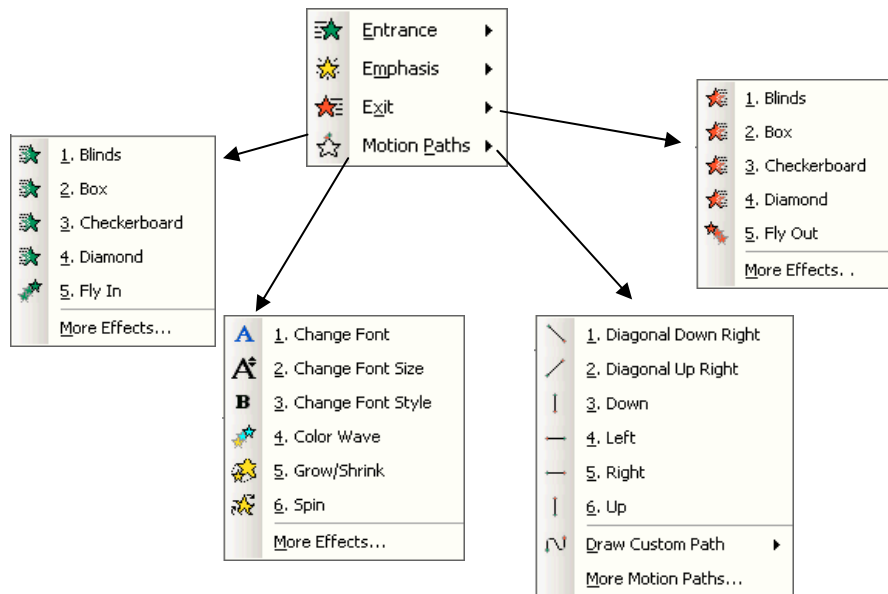 Entrance
Emphasis
Exit
Motion Paths
1. Blinds
2. Box
3. Checkerboard
4. Diamond
5. Fly In
More Effects...
1. Change Font
2. Change Font Size
3. Change Font Style
4. Color Wave
5. Grow/Shrink
6. Spin
More Effects...
1. Diagonal Down Right
2. Diagonal Up Right
3. Down
4. Left
5. Right
6. Up
Draw Custom Path
More Motion Paths...
1. Blinds
2. Box
3. Checkerboard
4. Diamond
5. Fly Out
More Effects. .